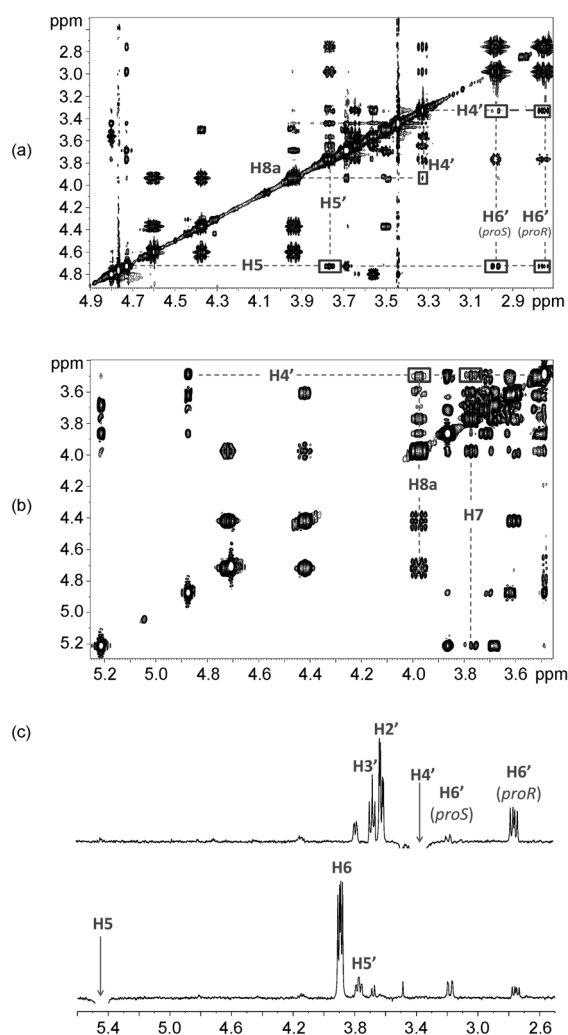 ppm
2.8
3.0
3.3
3.6
3.8
4.0
4.3
4.6
4.8
(a)
H4'
H8a
H4'
H5'
H6' H6'
(proS) (proR)
H5
4.9 4.7 4.5 4.3 4.1 3.9 3.7 3.5 3.3 3.1 2.9 ppm
ppm
3.6
3.8
4.0
4.2
4.4
4.6
4.8
5.0
5.2
(b)
H4'
H8a
H7
5.2 5.0 4.8 4.6 4.4 4.2 4.0 3.8 3.6 ppm
(c)
H2'
H3'
H4'
H6'
(proS)
H6'
(proR)
H6
H5
H5'
5.4 5.0 4.6 4.2 3.8 3.4 3.0 2.6